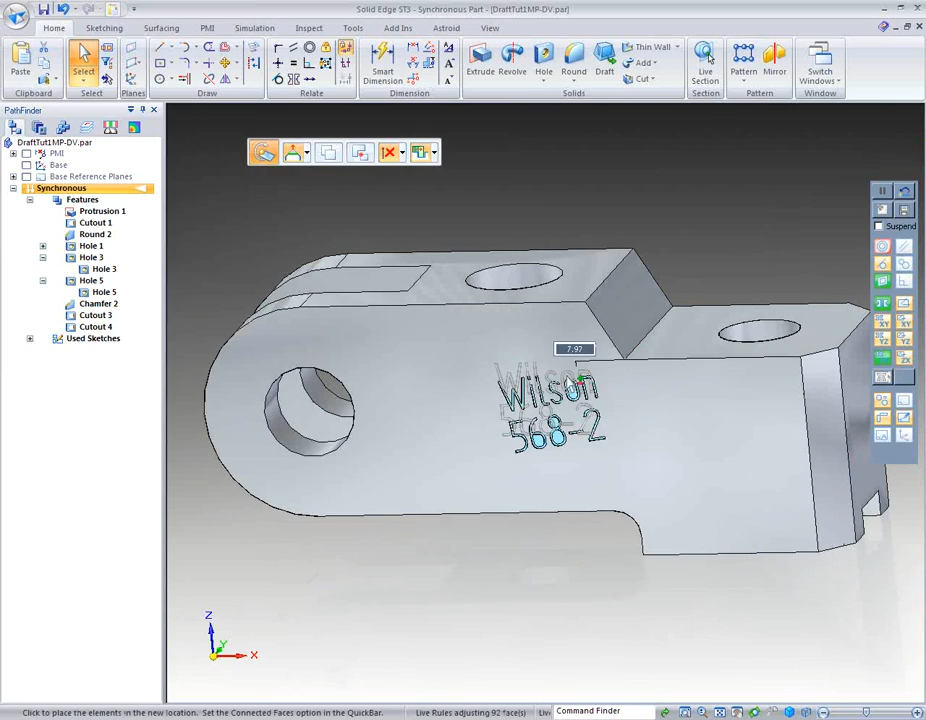 Solid Edge ST3 - Synchronous Part - [DraftTut1MP-DV.par]
Home Sketching Surfacing PMI Simulation Inspect Tools Add Ins Astroid View
Paste Select Smart Dimension Extrude Revolve Hole Round Draft Thin Wall Add Cut Live Section Pattern Mirror Switch Windows
Clipboard Select Planes Draw Relate Dimension Solids Section Pattern Window
PathFinder
DraftTut1MP-DV.par
PMI
Base
Base Reference Planes
Synchronous
Features
Protrusion 1
Cutout 1
Round 2
Hole 1
Hole 3
Hole 3
Hole 5
Hole 5
Chamfer 2
Cutout 3
Cutout 4
Used Sketches
Suspend
7.97
Wilson
568-2
Z
Y
X
Click to place the elements in the new location. Set the Connected Faces option in the QuickBar. Live Rules adjusting 92 face(s) Live Command Finder